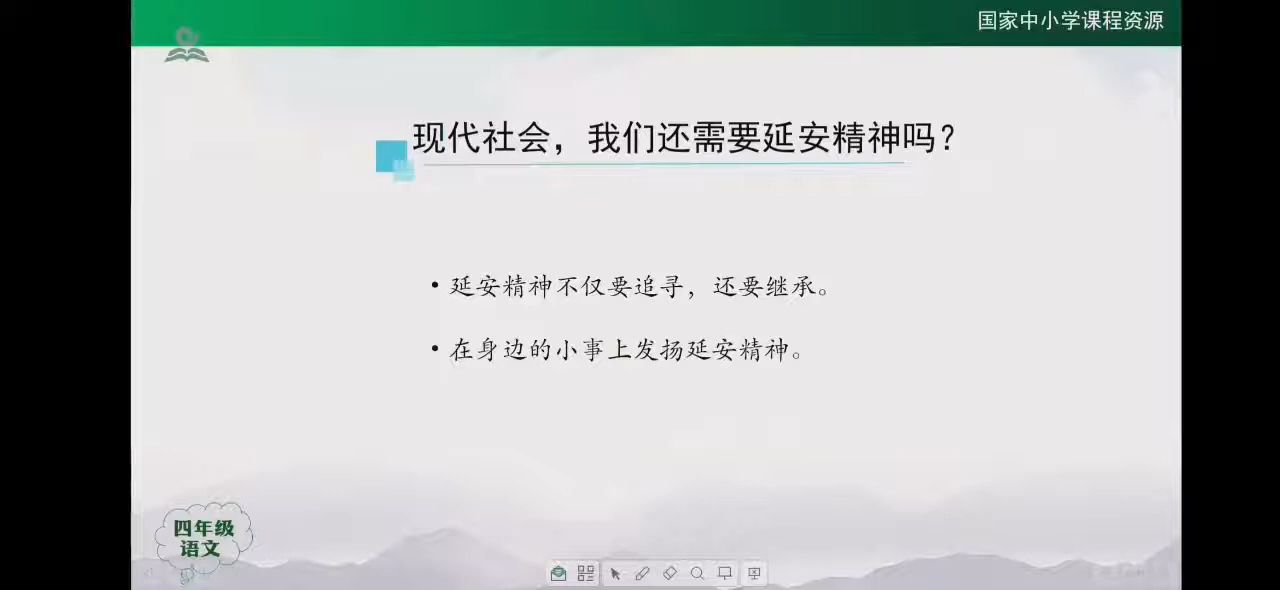 国家中小学课程资源
现代社会，我们还需要延安精神吗？
• 延安精神不仅要追寻，还要继承。
• 在身边的小事上发扬延安精神。
四年级
语文